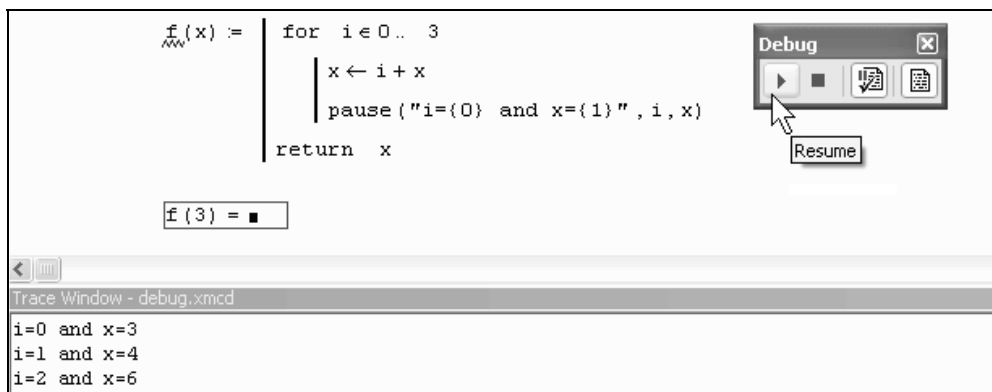 f(x) := for i ∈ 0.. 3
x ← i + x
pause("i={0} and x={1}", i, x)
return x
Debug
Resume
f(3) = ▪
Trace Window - debug.xmcd
i=0 and x=3
i=1 and x=4
i=2 and x=6